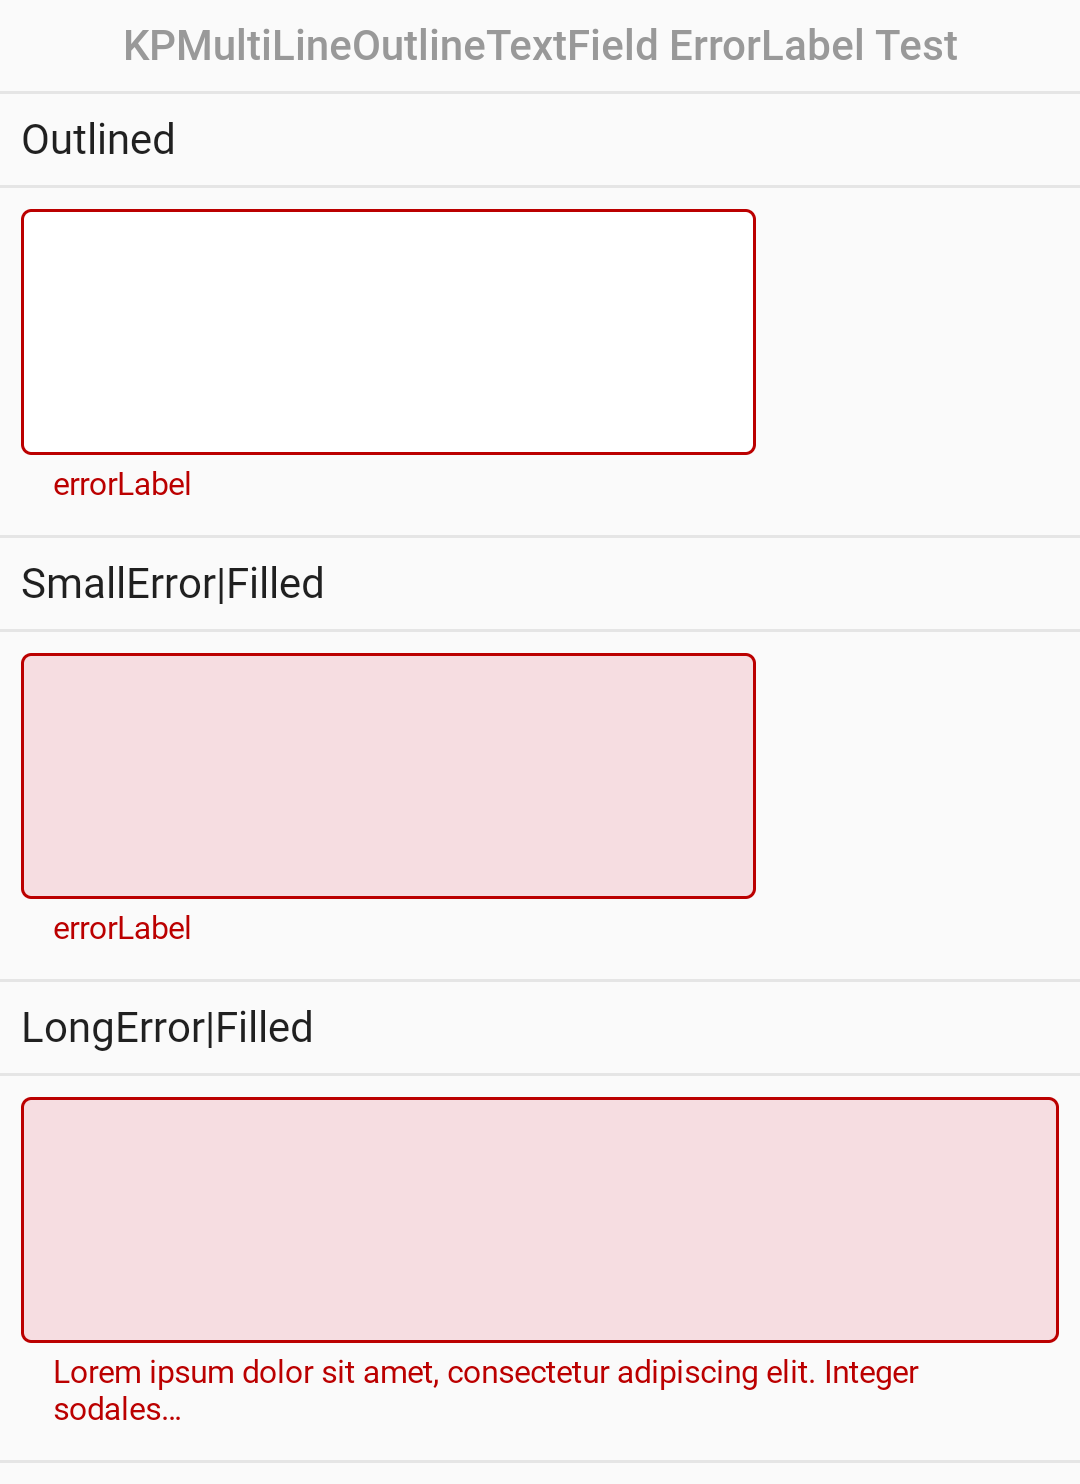 KPMultiLineOutlineTextField ErrorLabel Test
Outlined
errorLabel
SmallError|Filled
errorLabel
LongError|Filled
Lorem ipsum dolor sit amet, consectetur adipiscing elit. Integer
sodales…